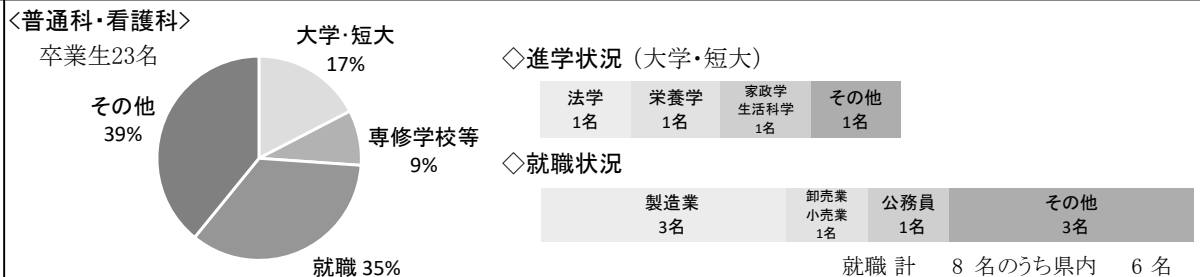 <普通科・看護科>
卒業生23名
大学・短大
17%
専修学校等
9%
就職 35%
その他
39%
◇進学状況（大学・短大）
法学
1名
栄養学
1名
家政学
生活科学
1名
その他
1名
◇就職状況
製造業
3名
卸売業
小売業
1名
公務員
1名
その他
3名
就職 計 8 名のうち県内 6 名